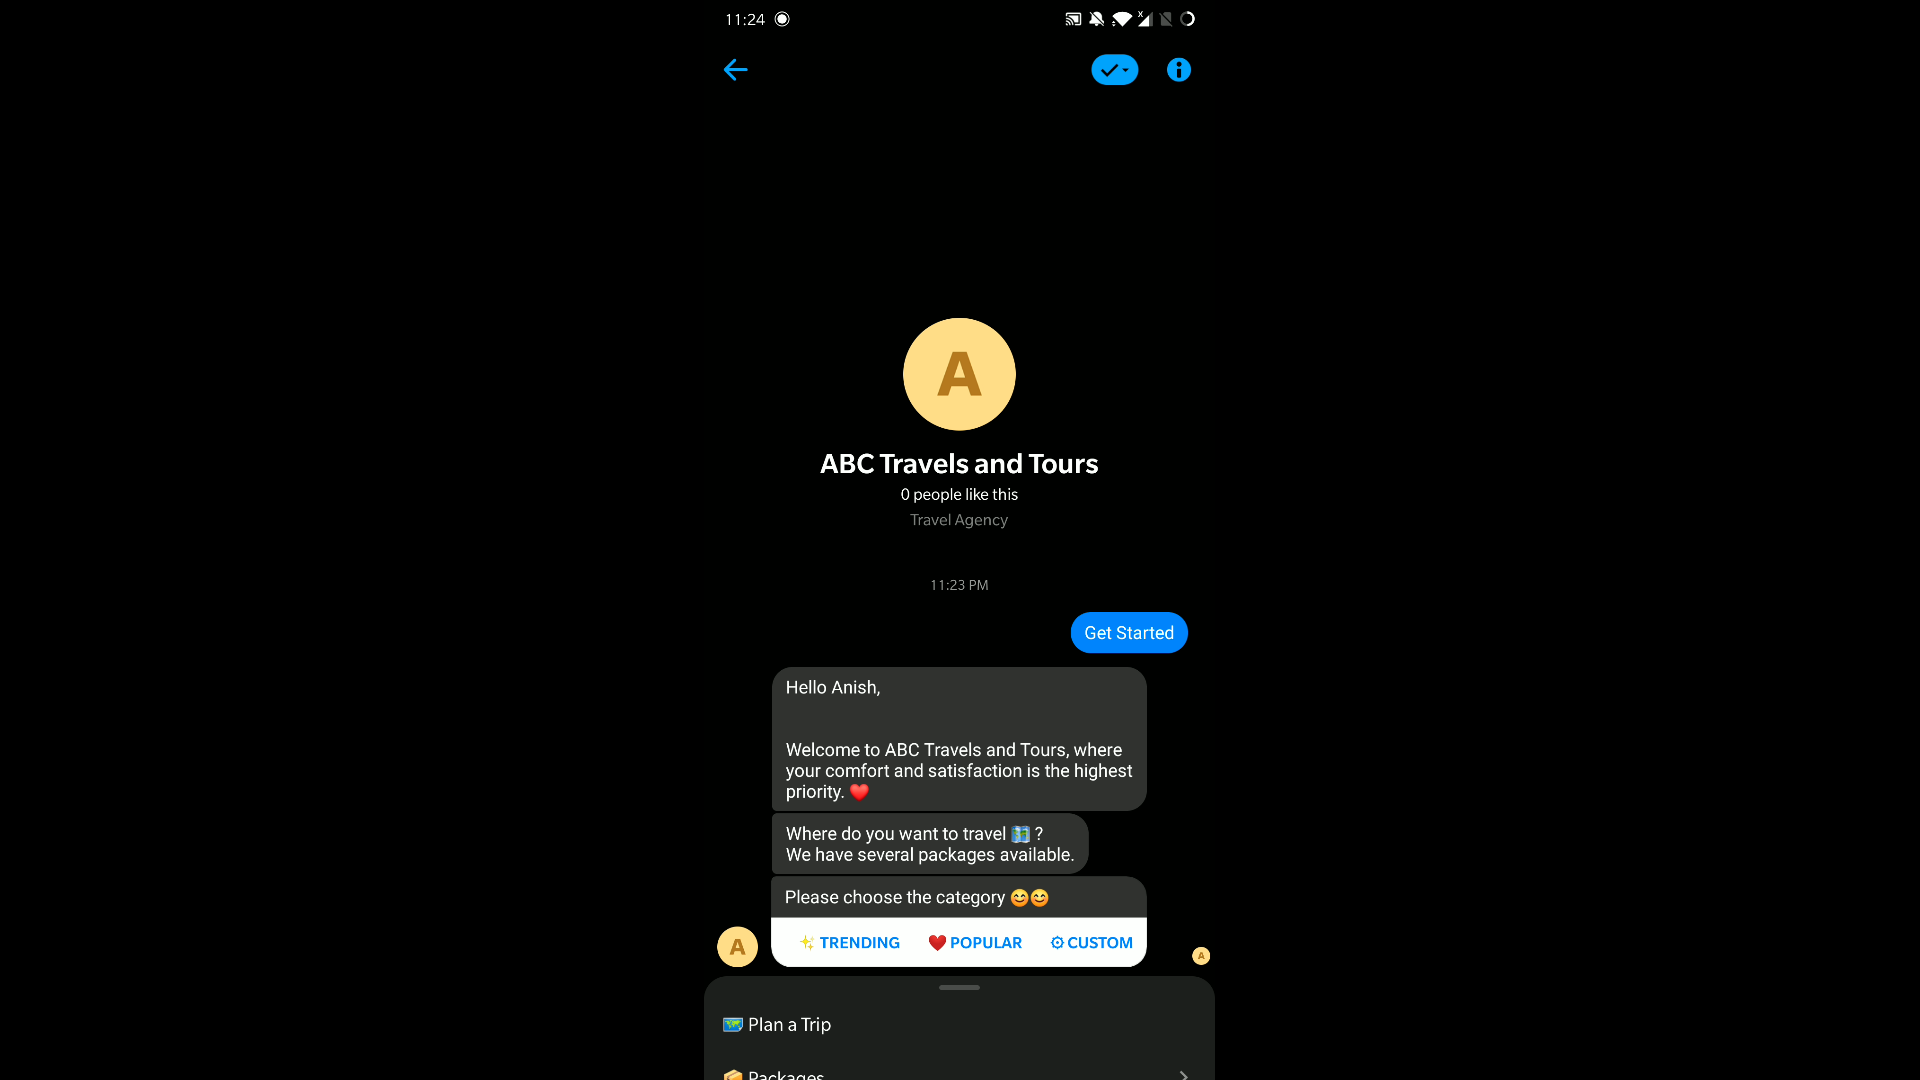 11:24
A
ABC Travels and Tours
0 people like this
Travel Agency
11:23 PM
Get Started
Hello Anish,
Welcome to ABC Travels and Tours, where
your comfort and satisfaction is the highest
priority. ❤️
Where do you want to travel 🗺️ ?
We have several packages available.
Please choose the category 😊😊
✨ TRENDING ❤️ POPULAR ⚙ CUSTOM
A
A
🗺️ Plan a Trip
📦 Packages